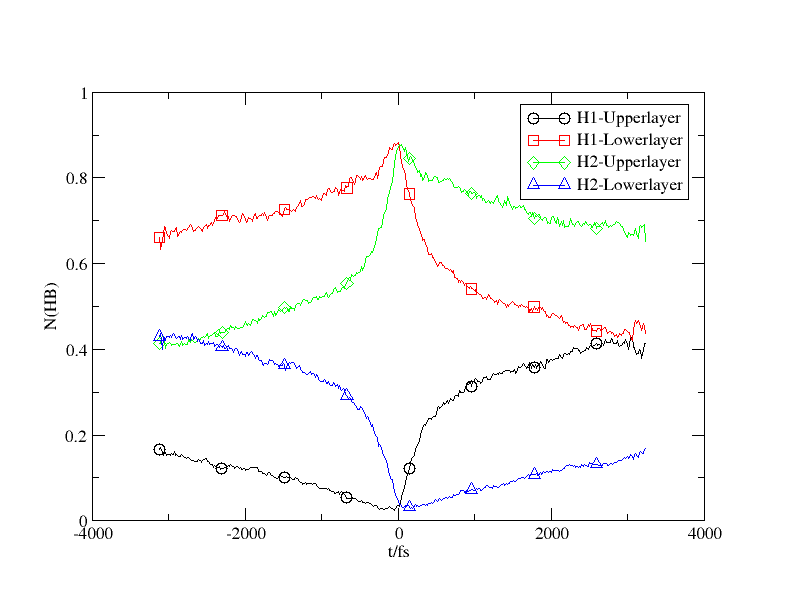 1
H1-Upperlayer
H1-Lowerlayer
0.8
H2-Upperlayer
H2-Lowerlayer
0.6
N(HB)
0.4
0.2
0
-4000 -2000 0 2000 4000
t/fs